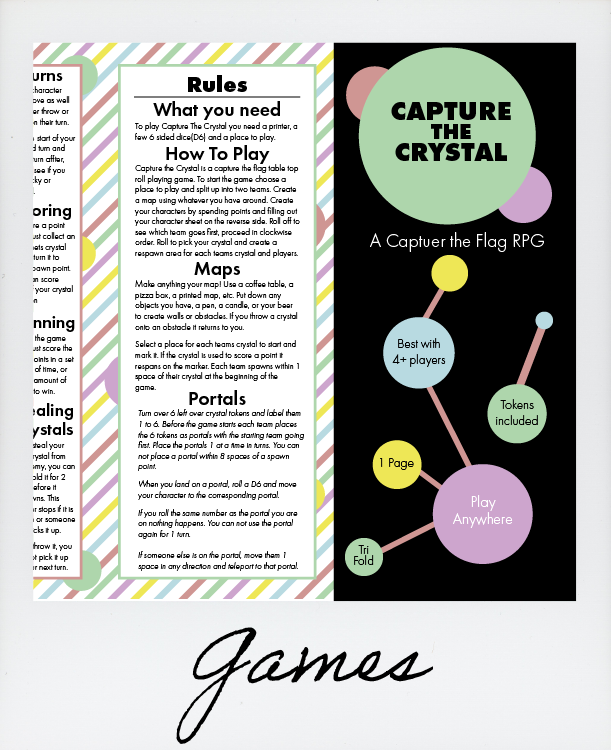 urns
character
ove as well
er throw or
n their turn.
start of your
d turn and
turn affter,
see if you
cky or
.
oring
re a point
ust collect an
ets crystal
turn it to
pawn point.
an score
your crystal
on
nning
the game
ust score the
oints in a set
of time, or
amount of
to win.
ealing
ystals
steal your
rystal from
omy, you can
old it for 2
efore it
wns. This
r stops if it is
or someone
cks it up.
throw it, you
ot pick it up
r next turn.
Rules
What you need
To play Capture The Crystal you need a printer, a
few 6 sided dice(D6) and a place to play.
How To Play
Capture the Crystal is a capture the flag table top
roll playing game. To start the game choose a
place to play and split up into two teams. Create
a map using whatever you have around. Create
your characters by spending points and filling out
your character sheet on the reverse side. Roll off to
see which team goes first, proceed in clockwise
order. Roll to pick your crystal and create a
respawn area for each teams crystal and players.
Maps
Make anything your map! Use a coffee table, a
pizza box, a printed map, etc. Put down any
objects you have, a pen, a candle, or your beer
to create walls or obstacles. If you throw a crystal
onto an obstacle it returns to you.
Select a place for each teams crystal to start and
mark it. If the crystal is used to score a point it
respans on the marker. Each team spawns within 1
space of their crystal at the beginning of the
game.
Portals
Turn over 6 left over crystal tokens and label them
1 to 6. Before the game starts each team places
the 6 tokens as portals with the starting team going
first. Place the portals 1 at a time in turns. You can
not place a portal within 8 spaces of a spawn
point.
When you land on a portal, roll a D6 and move
your character to the corresponding portal.
If you roll the same number as the portal you are
on nothing happens. You can not use the portal
again for 1 turn.
If someone else is on the portal, move them 1
space in any direction and teleport to that portal.
CAPTURE
THE
CRYSTAL
A Captuer the Flag RPG
Best with
4+ players
Tokens
included
1 Page
Play
Anywhere
Tri
Fold
games